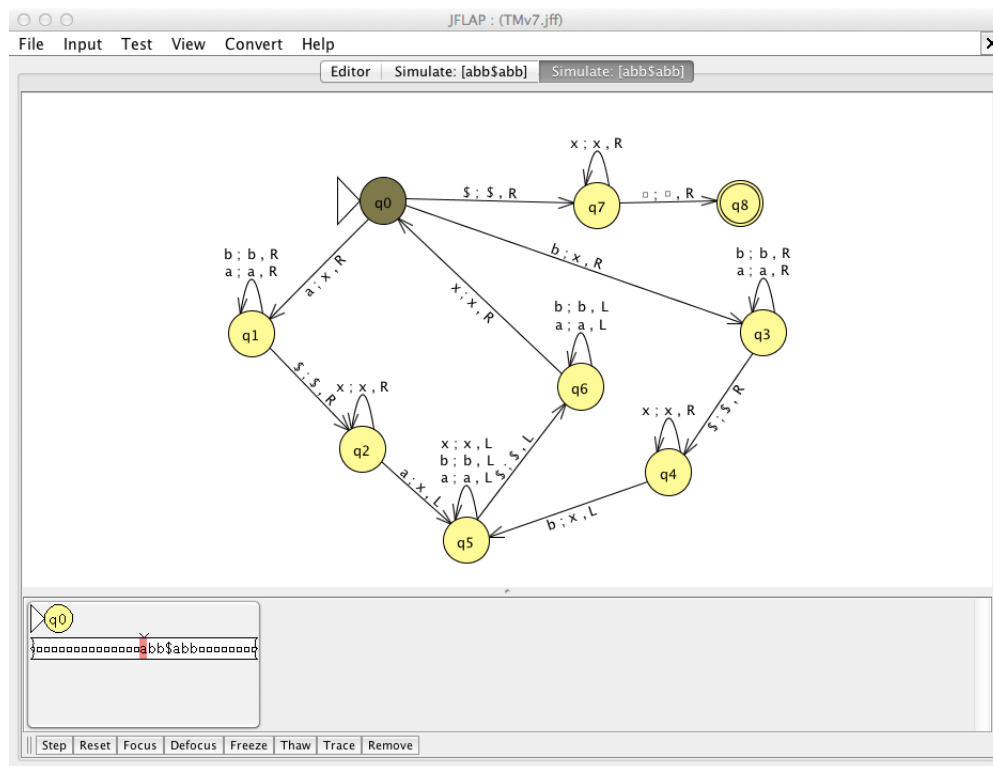 JFLAP : (TMv7.jff)
File Input Test View Convert Help
Editor Simulate: [abb$abb] Simulate: [abb$abb]
x ; x , R
q0
$ ; $ , R
q7
□ ; □ , R
q8
b ; b , R
a ; a , R
a ; x , R
b ; x , R
b ; b , R
a ; a , R
q1
x ; x , R
b ; b , L
a ; a , L
q3
$ ; $ , R
x ; x , R
q6
x ; x , R
$ ; $ , R
q2
x ; x , L
b ; b , L
a ; a , L
$ ; $ , L
q4
a ; x , L
b ; x , L
q5
q0
□□□□□□□□□□□□□□□abb$abb□□□□□□□□
Step Reset Focus Defocus Freeze Thaw Trace Remove